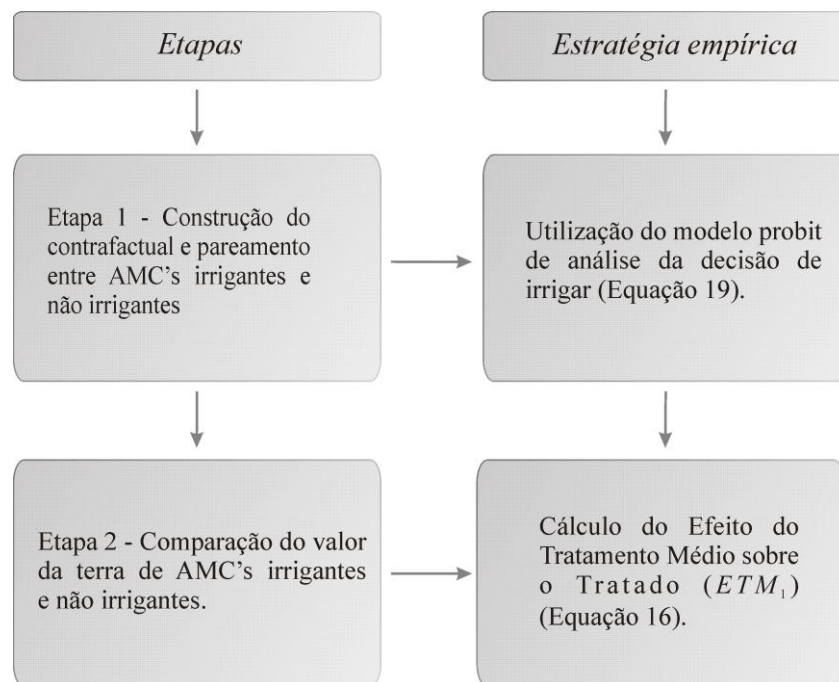 Etapas
Estratégia empírica
Etapa 1 - Construção do
contrafactual e pareamento
entre AMC's irrigantes e
não irrigantes
Utilização do modelo probit
de análise da decisão de
irrigar (Equação 19).
Etapa 2 - Comparação do valor
da terra de AMC's irrigantes
e não irrigantes.
Cálculo do Efeito do
Tratamento Médio sobre
o Tratado (ETM₁)
(Equação 16).